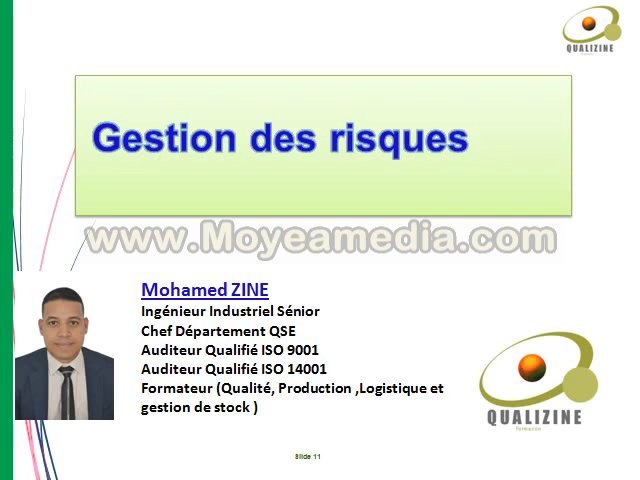 QUALIZINE
Gestion des risques
www.Moyeamedia.com
Mohamed ZINE
Ingénieur Industriel Sénior
Chef Département QSE
Auditeur Qualifié ISO 9001
Auditeur Qualifié ISO 14001
Formateur (Qualité, Production ,Logistique et
gestion de stock )
QUALIZINE
Formation
Slide 11